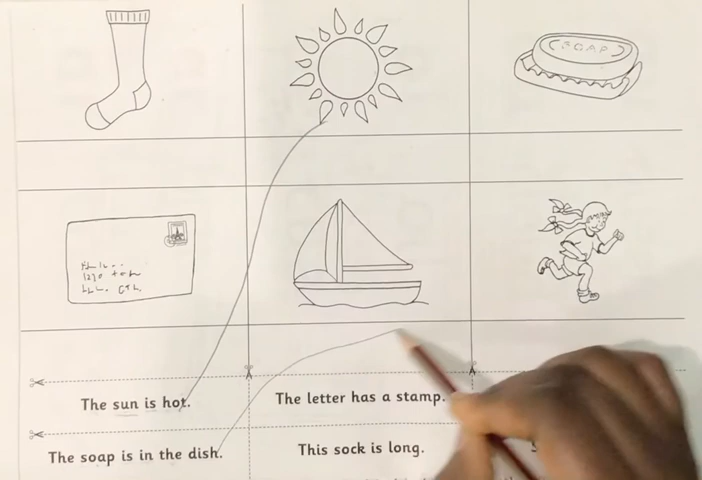 SOAP
The sun is hot.
The letter has a stamp.
The soap is in the dish.
This sock is long.